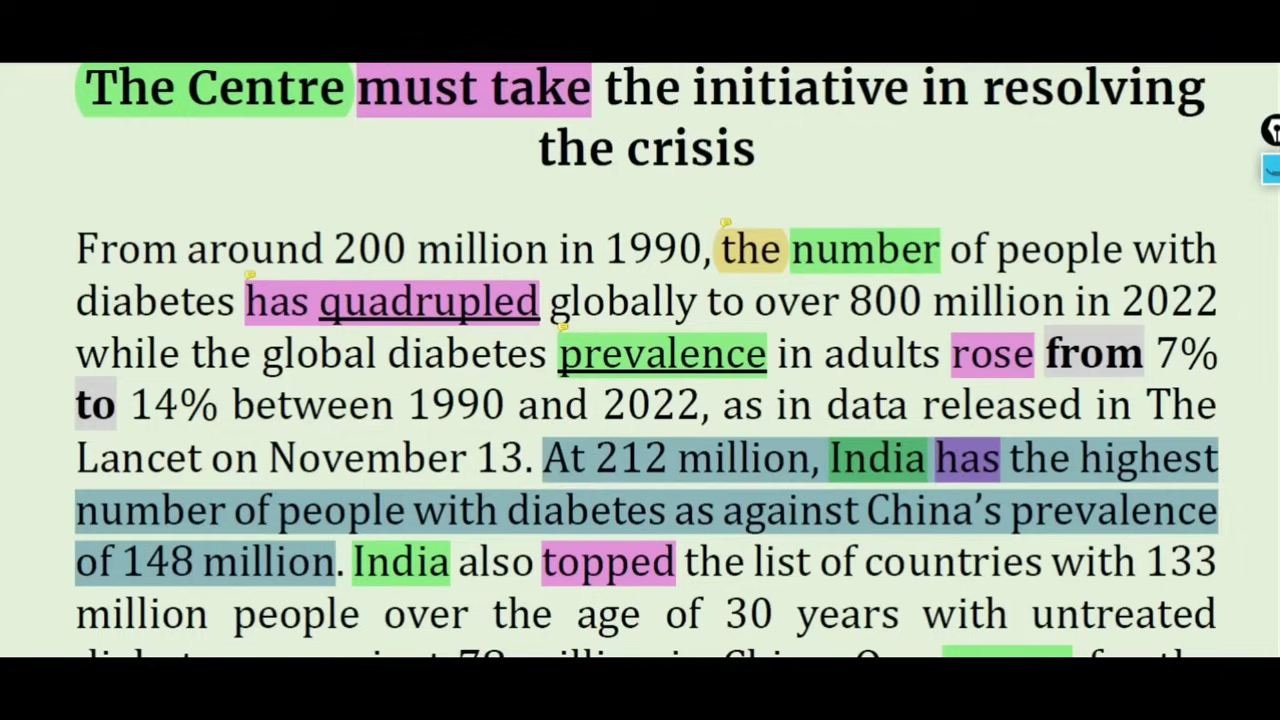 The Centre must take the initiative in resolving
the crisis
From around 200 million in 1990, the number of people with
diabetes has quadrupled globally to over 800 million in 2022
while the global diabetes prevalence in adults rose from 7%
to 14% between 1990 and 2022, as in data released in The
Lancet on November 13. At 212 million, India has the highest
number of people with diabetes as against China's prevalence
of 148 million. India also topped the list of countries with 133
million people over the age of 30 years with untreated